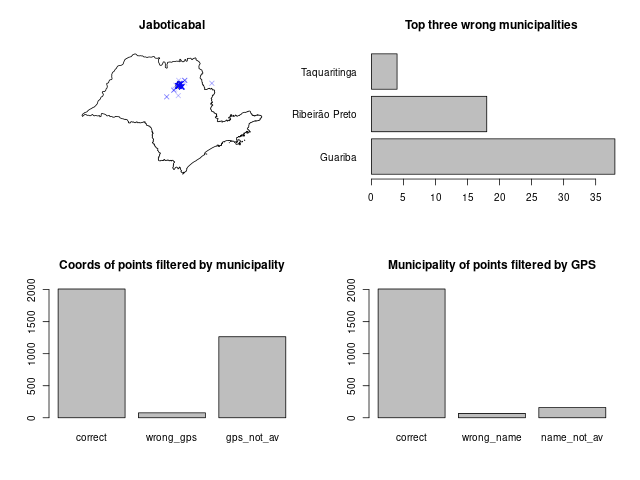 Jaboticabal
Top three wrong municipalities
Taquaritinga
Ribeirão Preto
Guariba
0 5 10 15 20 25 30 35
Coords of points filtered by municipality
2000
1500
1000
500
0
correct wrong_gps gps_not_av
Municipality of points filtered by GPS
2000
1500
1000
500
0
correct wrong_name name_not_av